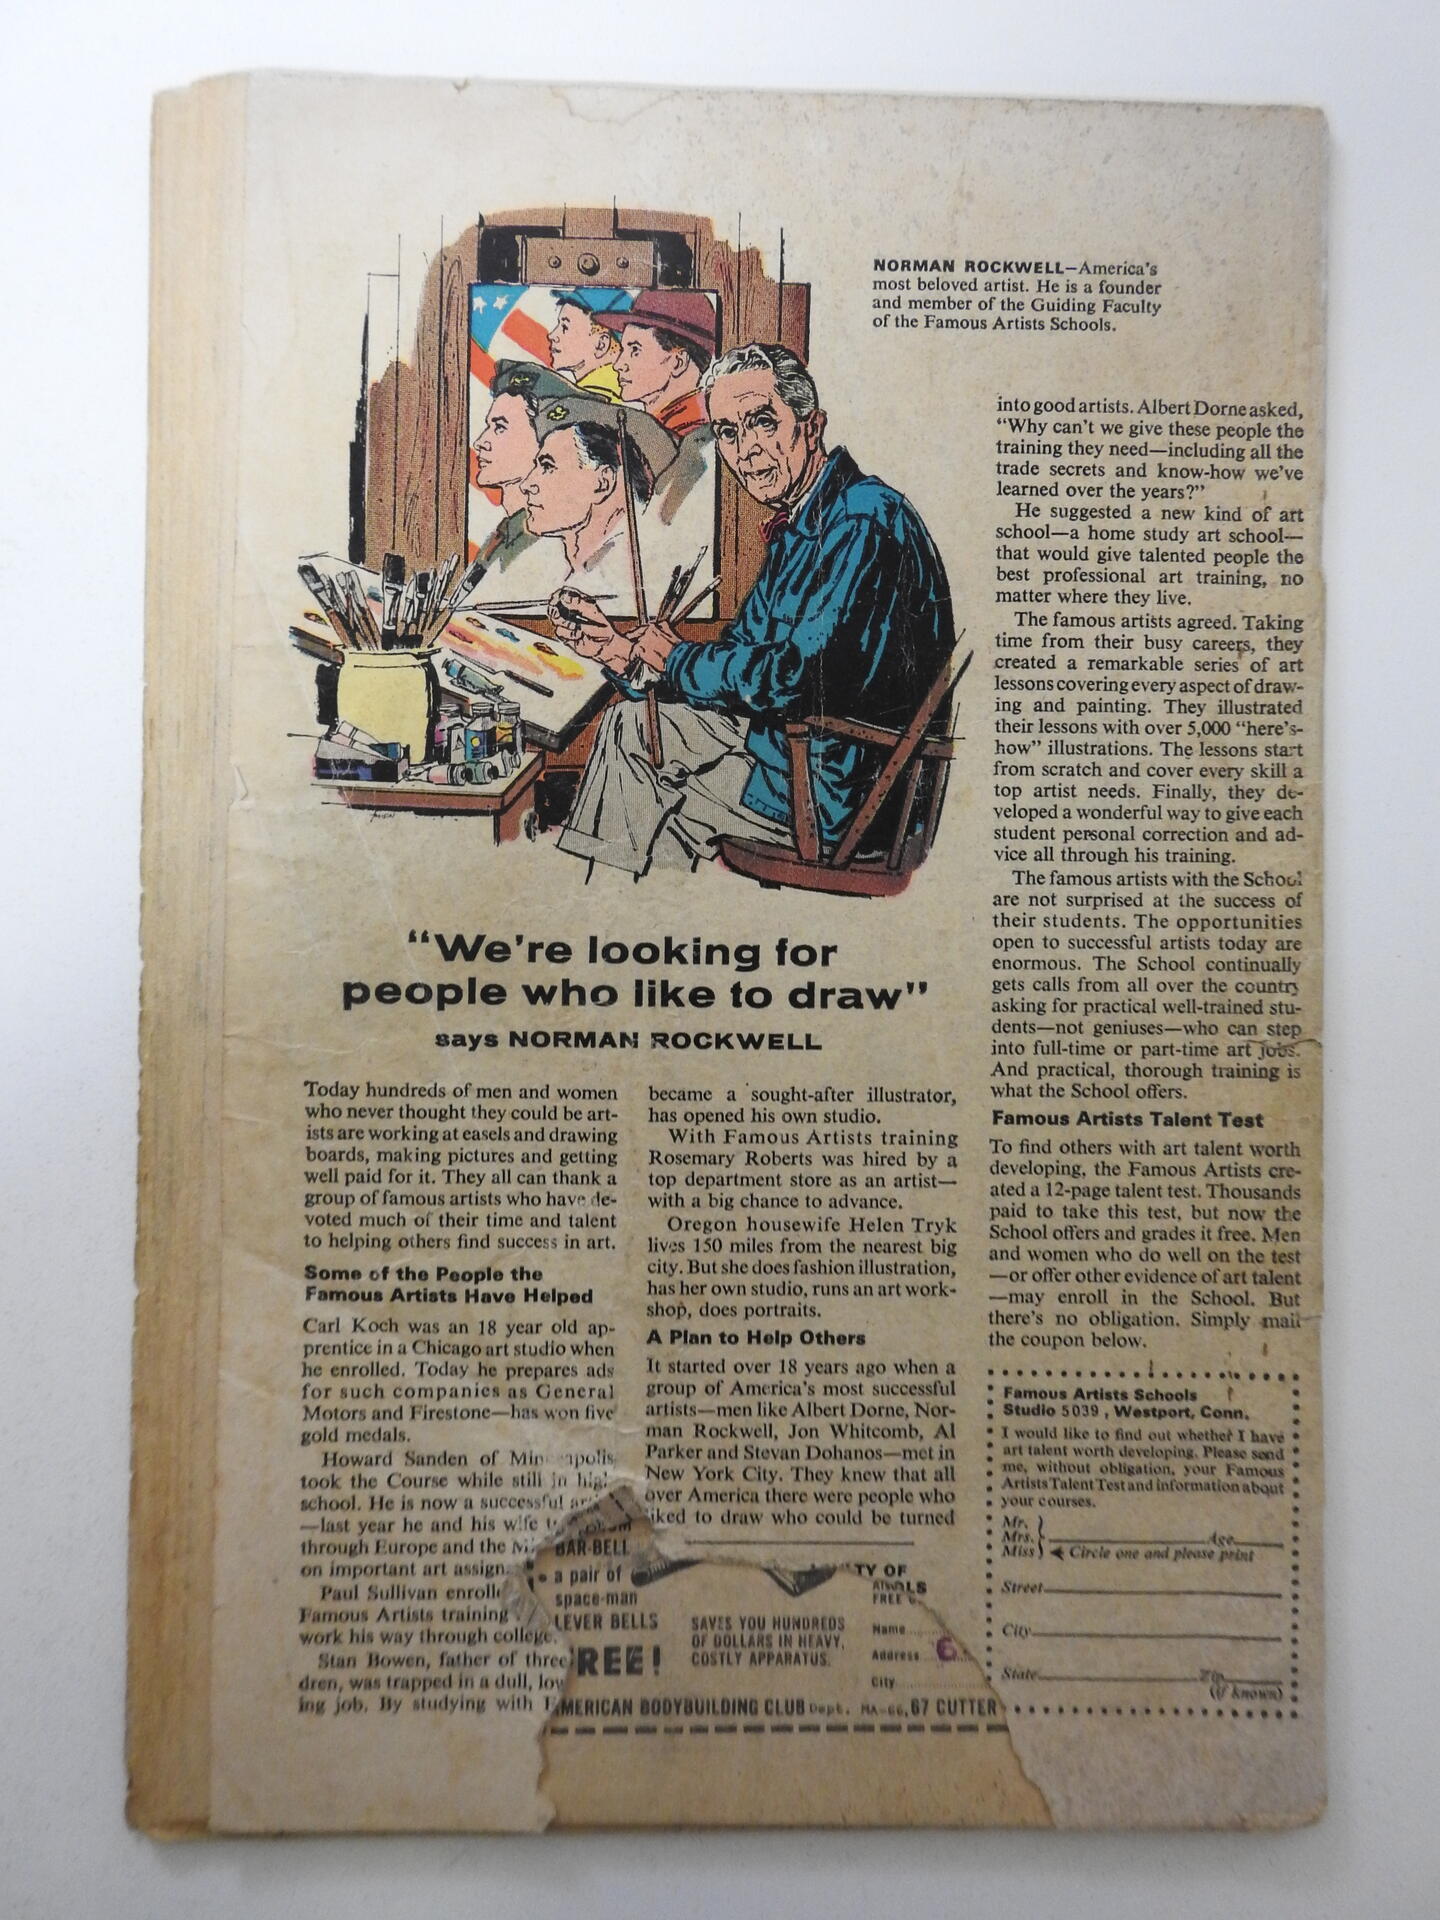 NORMAN ROCKWELL—America's
most beloved artist. He is a founder
and member of the Guiding Faculty
of the Famous Artists Schools.
"We're looking for
people who like to draw"
says NORMAN ROCKWELL
Today hundreds of men and women
who never thought they could be art-
ists are working at easels and drawing
boards, making pictures and getting
well paid for it. They all can thank a
group of famous artists who have de-
voted much of their time and talent
to helping others find success in art.
Some of the People the
Famous Artists Have Helped
Carl Koch was an 18 year old ap-
prentice in a Chicago art studio when
he enrolled. Today he prepares ads
for such companies as General
Motors and Firestone—has won five
gold medals.
Howard Sanden of Minneapolis
took the Course while still in high
school. He is now a successful
—last year he and his wife
through Europe and the
on important art assign
Paul Sullivan enrolle
Famous Artists training
work his way through college.
Stan Bowen, father of three
dren, was trapped in a dull, low
ing job. By studying with
became a sought-after illustrator,
has opened his own studio.
With Famous Artists training
Rosemary Roberts was hired by a
top department store as an artist—
with a big chance to advance.
Oregon housewife Helen Tryk
lives 150 miles from the nearest big
city. But she does fashion illustration,
has her own studio, runs an art work-
shop, does portraits.
A Plan to Help Others
It started over 18 years ago when a
group of America's most successful
artists—men like Albert Dorne, Nor-
man Rockwell, Jon Whitcomb, Al
Parker and Stevan Dohanos—met in
New York City. They knew that all
over America there were people who
iked to draw who could be turned
into good artists. Albert Dorne asked,
"Why can't we give these people the
training they need—including all the
trade secrets and know-how we've
learned over the years?"
He suggested a new kind of art
school—a home study art school—
that would give talented people the
best professional art training, no
matter where they live.
The famous artists agreed. Taking
time from their busy careers, they
created a remarkable series of art
lessons covering every aspect of draw-
ing and painting. They illustrated
their lessons with over 5,000 "here's-
how" illustrations. The lessons start
from scratch and cover every skill a
top artist needs. Finally, they de-
veloped a wonderful way to give each
student personal correction and ad-
vice all through his training.
The famous artists with the School
are not surprised at the success of
their students. The opportunities
open to successful artists today are
enormous. The School continually
gets calls from all over the country
asking for practical well-trained stu-
dents—not geniuses—who can step
into full-time or part-time art jobs.
And practical, thorough training is
what the School offers.
Famous Artists Talent Test
To find others with art talent worth
developing, the Famous Artists cre-
ated a 12-page talent test. Thousands
paid to take this test, but now the
School offers and grades it free. Men
and women who do well on the test
—or offer other evidence of art talent
—may enroll in the School. But
there's no obligation. Simply mail
the coupon below.
Famous Artists Schools
Studio 5039, Westport, Conn.
I would like to find out whether I have
art talent worth developing. Please send
me, without obligation, your Famous
Artists Talent Test and information about
your courses.
Mr.
Mrs. Age
Miss Circle one and please print
Street
City
State Zip
(if known)
BAR-BELL
a pair of
space-man
LEVER BELLS
REE!
SAVES YOU HUNDREDS
OF DOLLARS IN HEAVY,
COSTLY APPARATUS.
TY OF
FREE
Name
Address 6
City
AMERICAN BODYBUILDING CLUB Dept. MA-66, 67 CUTTER